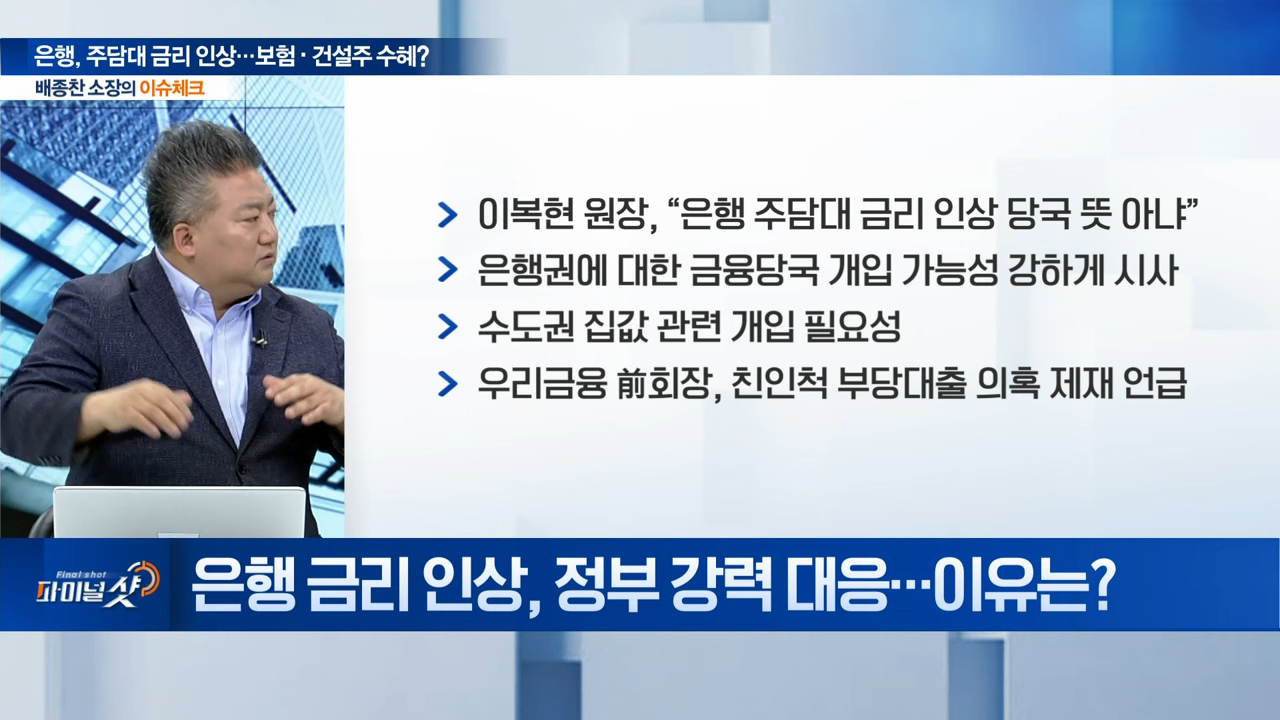 은행, 주담대 금리 인상…보험·건설주 수혜?
배종찬 소장의 이슈체크
이복현 원장, “은행 주담대 금리 인상 당국 뜻 아냐”
은행권에 대한 금융당국 개입 가능성 강하게 시사
수도권 집값 관련 개입 필요성
우리금융 前회장, 친인척 부당대출 의혹 제재 언급
Final shot
파이널샷
은행 금리 인상, 정부 강력 대응…이유는?